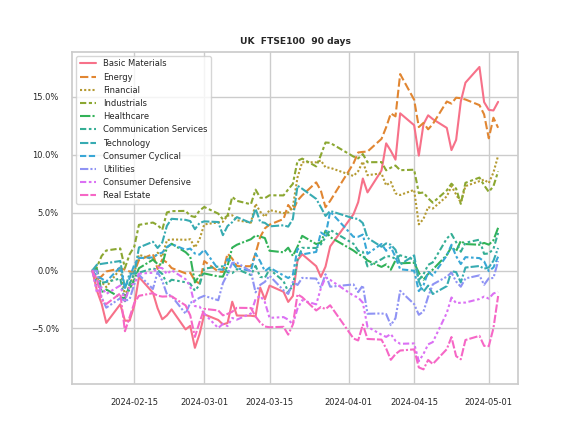 UK FTSE100 90 days
Basic Materials
Energy
Financial
Industrials
Healthcare
Communication Services
Technology
Consumer Cyclical
Utilities
Consumer Defensive
Real Estate
15.0%
10.0%
5.0%
0.0%
−5.0%
2024-02-15
2024-03-01
2024-03-15
2024-04-01
2024-04-15
2024-05-01